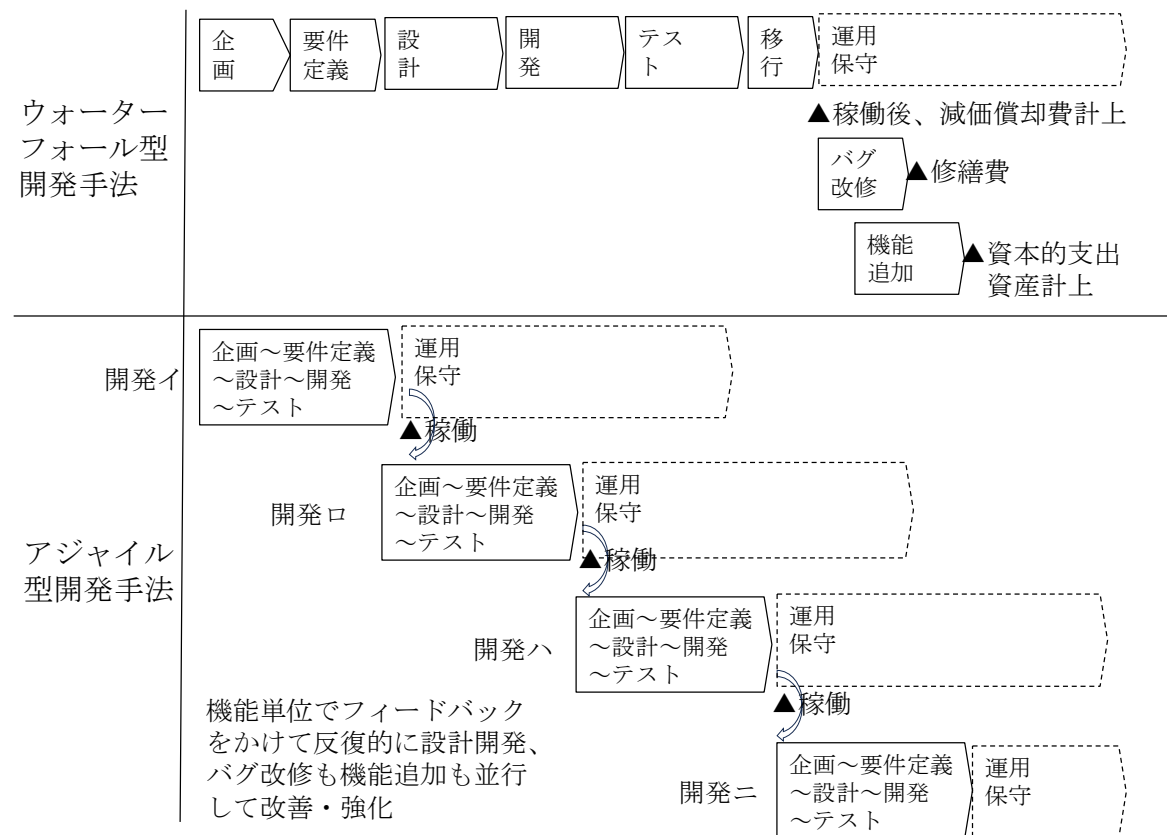 企
画
要件
定義
設
計
開
発
テス
ト
移
行
運用
保守
ウォーター
フォール型
開発手法
▲稼働後、減価償却費計上
バグ
改修
▲修繕費
機能
追加
▲資本的支出
資産計上
開発イ
企画～要件定義
～設計～開発
～テスト
運用
保守
▲稼働
開発ロ
企画～要件定義
～設計～開発
～テスト
運用
保守
▲稼働
アジャイル
型開発手法
開発ハ
企画～要件定義
～設計～開発
～テスト
運用
保守
▲稼働
機能単位でフィードバック
をかけて反復的に設計開発、
バグ改修も機能追加も並行
して改善・強化
開発ニ
企画～要件定義
～設計～開発
～テスト
運用
保守